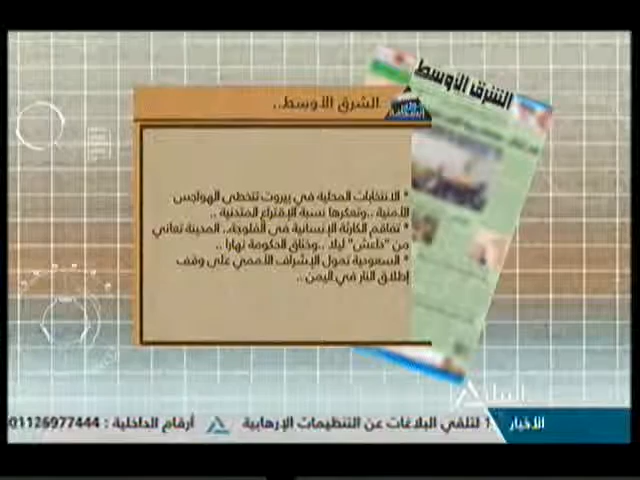 الشرق الأوسط
الشرق الأوسط..
* الانتخابات المحلية في بيروت تتخطى الهواجس
الأمنية ..وتعكرها نسبة الإقتراع المتدنية ..
* تفاقم الكارثة الإنسانية في الفلوجة.. المدينة تعاني
من "داعش" ليلا ..وخناق الحكومة نهارا ..
* السعودية تمول الإشراف الأممي على وقف
إطلاق النار في اليمن ..
الأخبار
لتلقي البلاغات عن التنظيمات الإرهابية
أرقام الداخلية : 01126977444